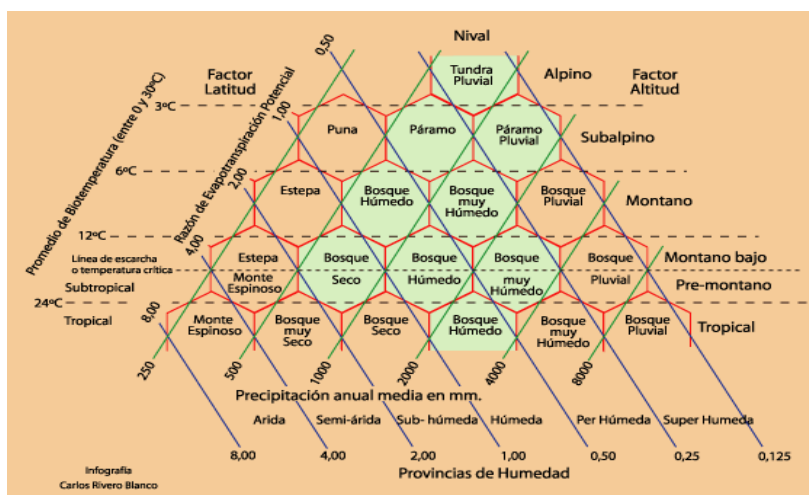 Nival
0,50
Factor
Latitud
Tundra
Pluvial
Alpino
Factor
Altitud
3ºC
1,00
Puna
Páramo
Páramo
Pluvial
Subalpino
Promedio de Biotemperatura (entre 0 y 30ºC)
Razón de Evapotranspiración Potencial
6ºC
2,00
Estepa
Bosque
Húmedo
Bosque
muy
Húmedo
Bosque
Pluvial
Montano
12ºC
4,00
Línea de escarcha
o temperatura crítica
Estepa
Monte
Espinoso
Bosque
Seco
Bosque
Húmedo
Bosque
muy
Húmedo
Bosque
Pluvial
Montano bajo
Pre-montano
Subtropical
24ºC
Tropical
8,00
Monte
Espinoso
Bosque
muy
Seco
Bosque
Seco
Bosque
Húmedo
Bosque
muy
Húmedo
Bosque
Pluvial
Tropical
250
500
1000
2000
4000
8000
Precipitación anual media en mm.
Arida
Semi-árida
Sub- húmeda
Húmeda
Per Húmeda
Super Humeda
8,00
4,00
2,00
1,00
0,50
0,25
0,125
Provincias de Humedad
Infografía
Carlos Rivero Blanco